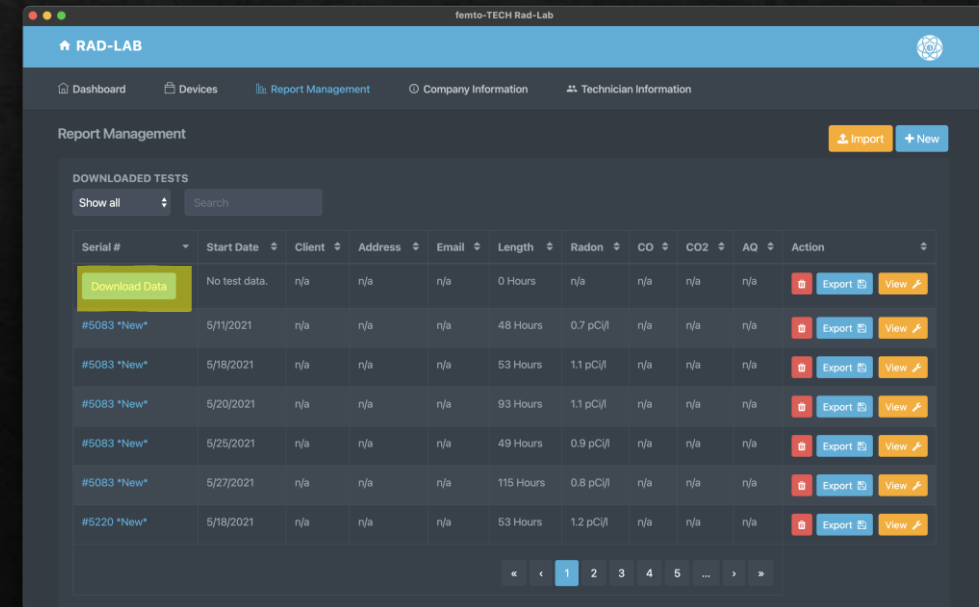 femto-TECH Rad-Lab
RAD-LAB
Dashboard Devices Report Management Company Information Technician Information
Report Management
Import + New
DOWNLOADED TESTS
Show all Search
Serial # Start Date Client Address Email Length Radon CO CO2 AQ Action
Download Data No test data. n/a n/a n/a 0 Hours n/a n/a n/a n/a Export View
#5083 *New* 5/11/2021 n/a n/a n/a 48 Hours 0.7 pCi/l n/a n/a n/a Export View
#5083 *New* 5/18/2021 n/a n/a n/a 53 Hours 1.1 pCi/l n/a n/a n/a Export View
#5083 *New* 5/20/2021 n/a n/a n/a 93 Hours 1.1 pCi/l n/a n/a n/a Export View
#5083 *New* 5/25/2021 n/a n/a n/a 49 Hours 0.9 pCi/l n/a n/a n/a Export View
#5083 *New* 5/27/2021 n/a n/a n/a 115 Hours 0.8 pCi/l n/a n/a n/a Export View
#5220 *New* 5/18/2021 n/a n/a n/a 53 Hours 1.2 pCi/l n/a n/a n/a Export View
« ‹ 1 2 3 4 5 ... › »